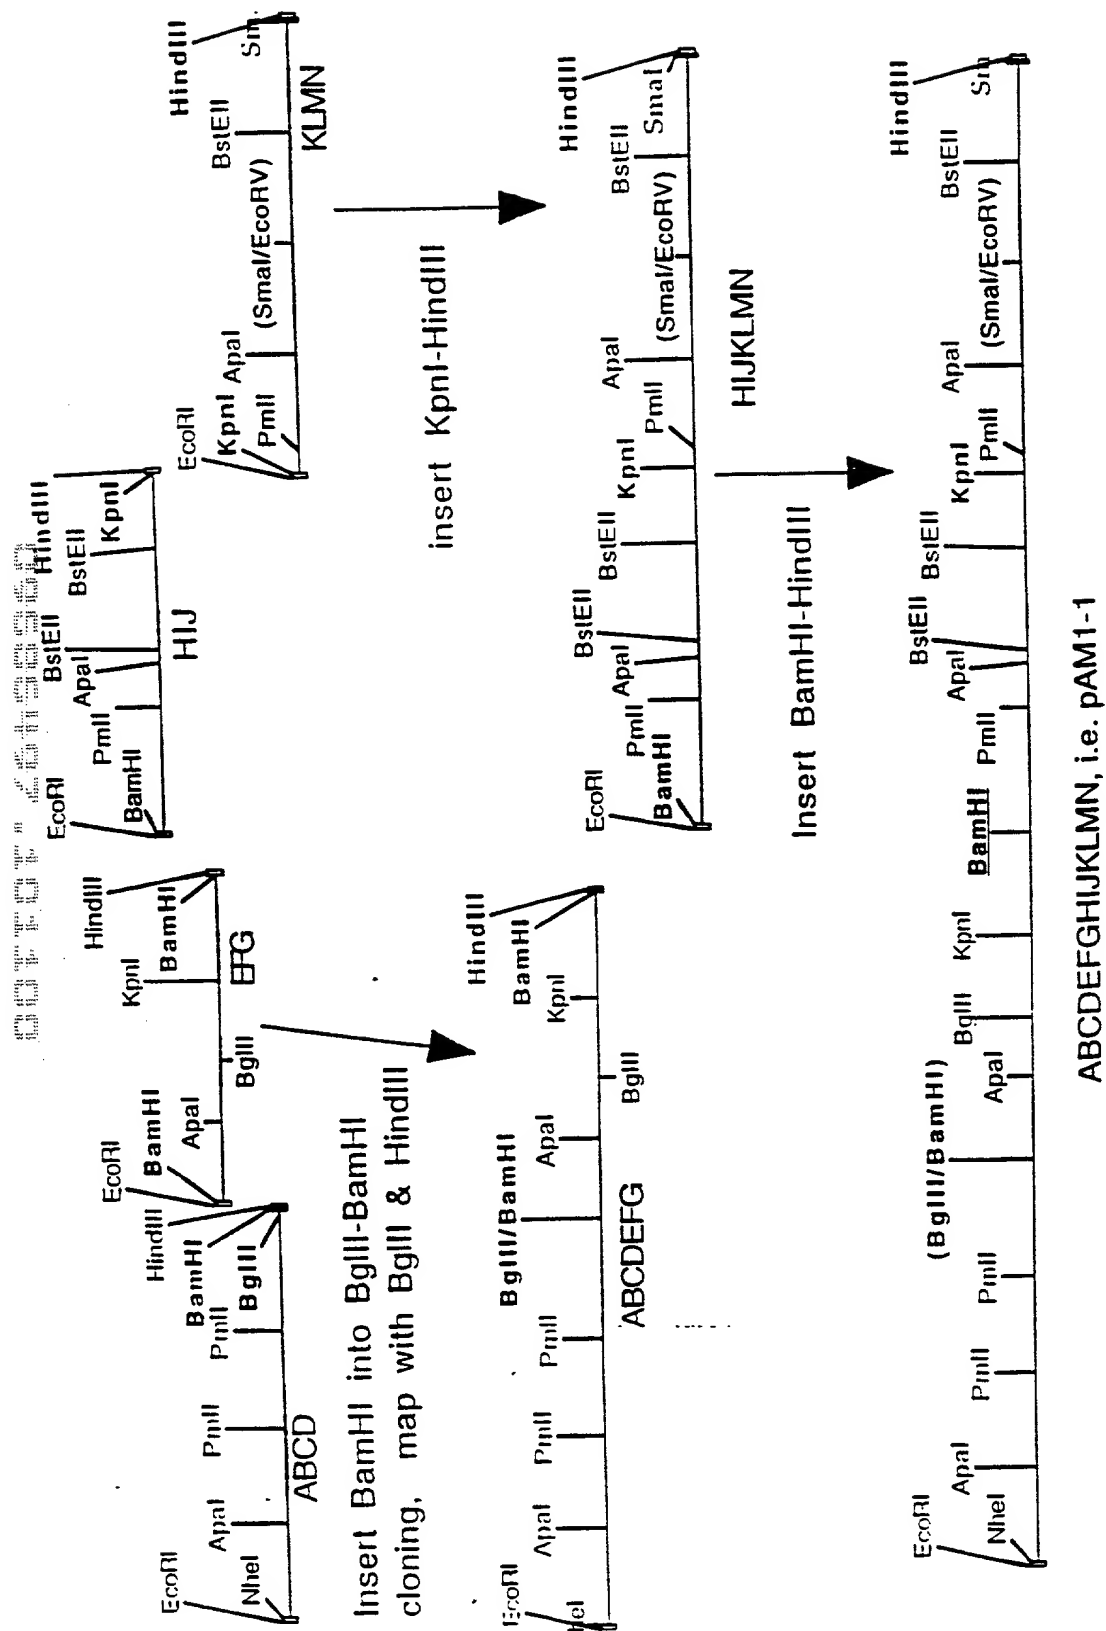 EcoRI
NheI
ApaI
PmlI
PmlI
BglII
BamHI
HindIII
ABCD
EcoRI
BamHI
ApaI
BglII
KpnI
BamHI
HindIII
EFG
EcoRI
BamHI
PmlI
ApaI
BstEII
BstEII
KpnI
HindIII
HIJ
EcoRI
KpnI
PmlI
ApaI
(SmaI/EcoRV)
BstEII
Sm
HindIII
KLMN
Insert BamHI into BglII-BamHI
cloning, map with BglII & HindIII
insert KpnI-HindIII
EcoRI
heI
ApaI
PmlI
PmlI
BglII/BamHI
ApaI
BglII
KpnI
BamHI
HindIII
ABCDEFG
EcoRI
BamHI
PmlI
ApaI
BstEII
BstEII
KpnI
PmlI
ApaI
(SmaI/EcoRV)
BstEII
SmaI
HindIII
HIJKLMN
Insert BamHI-HindIII
EcoRI
NheI
ApaI
PmlI
PmlI
(BglII/BamHI)
ApaI
BglII
KpnI
BamHI
PmlI
ApaI
BstEII
BstEII
KpnI
PmlI
ApaI
(SmaI/EcoRV)
BstEII
Sm
HindIII
ABCDEFGHIJKLMN, i.e. pAM1-1